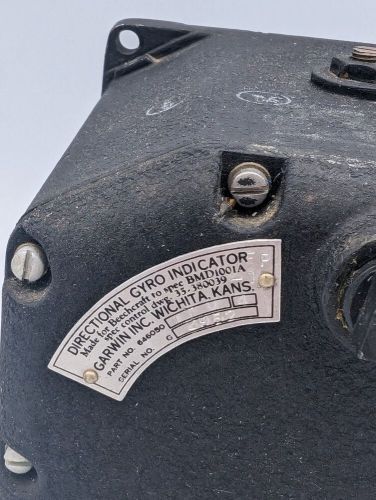 DIRECTIONAL GYRO INDICATOR
Made for Beechcraft to spec BMD1001A
spec control dwg 35-380039
GARWIN INC. WICHITA, KANS.
PART NO. 646080
SERIAL NO. G